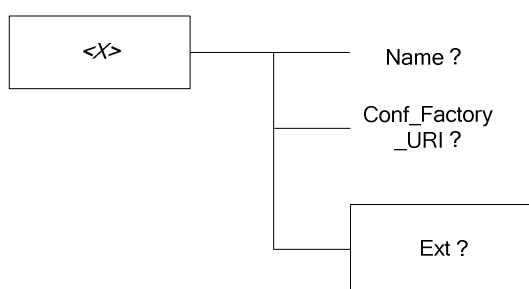 <X>
Name ?
Conf_Factory
_URI ?
Ext ?